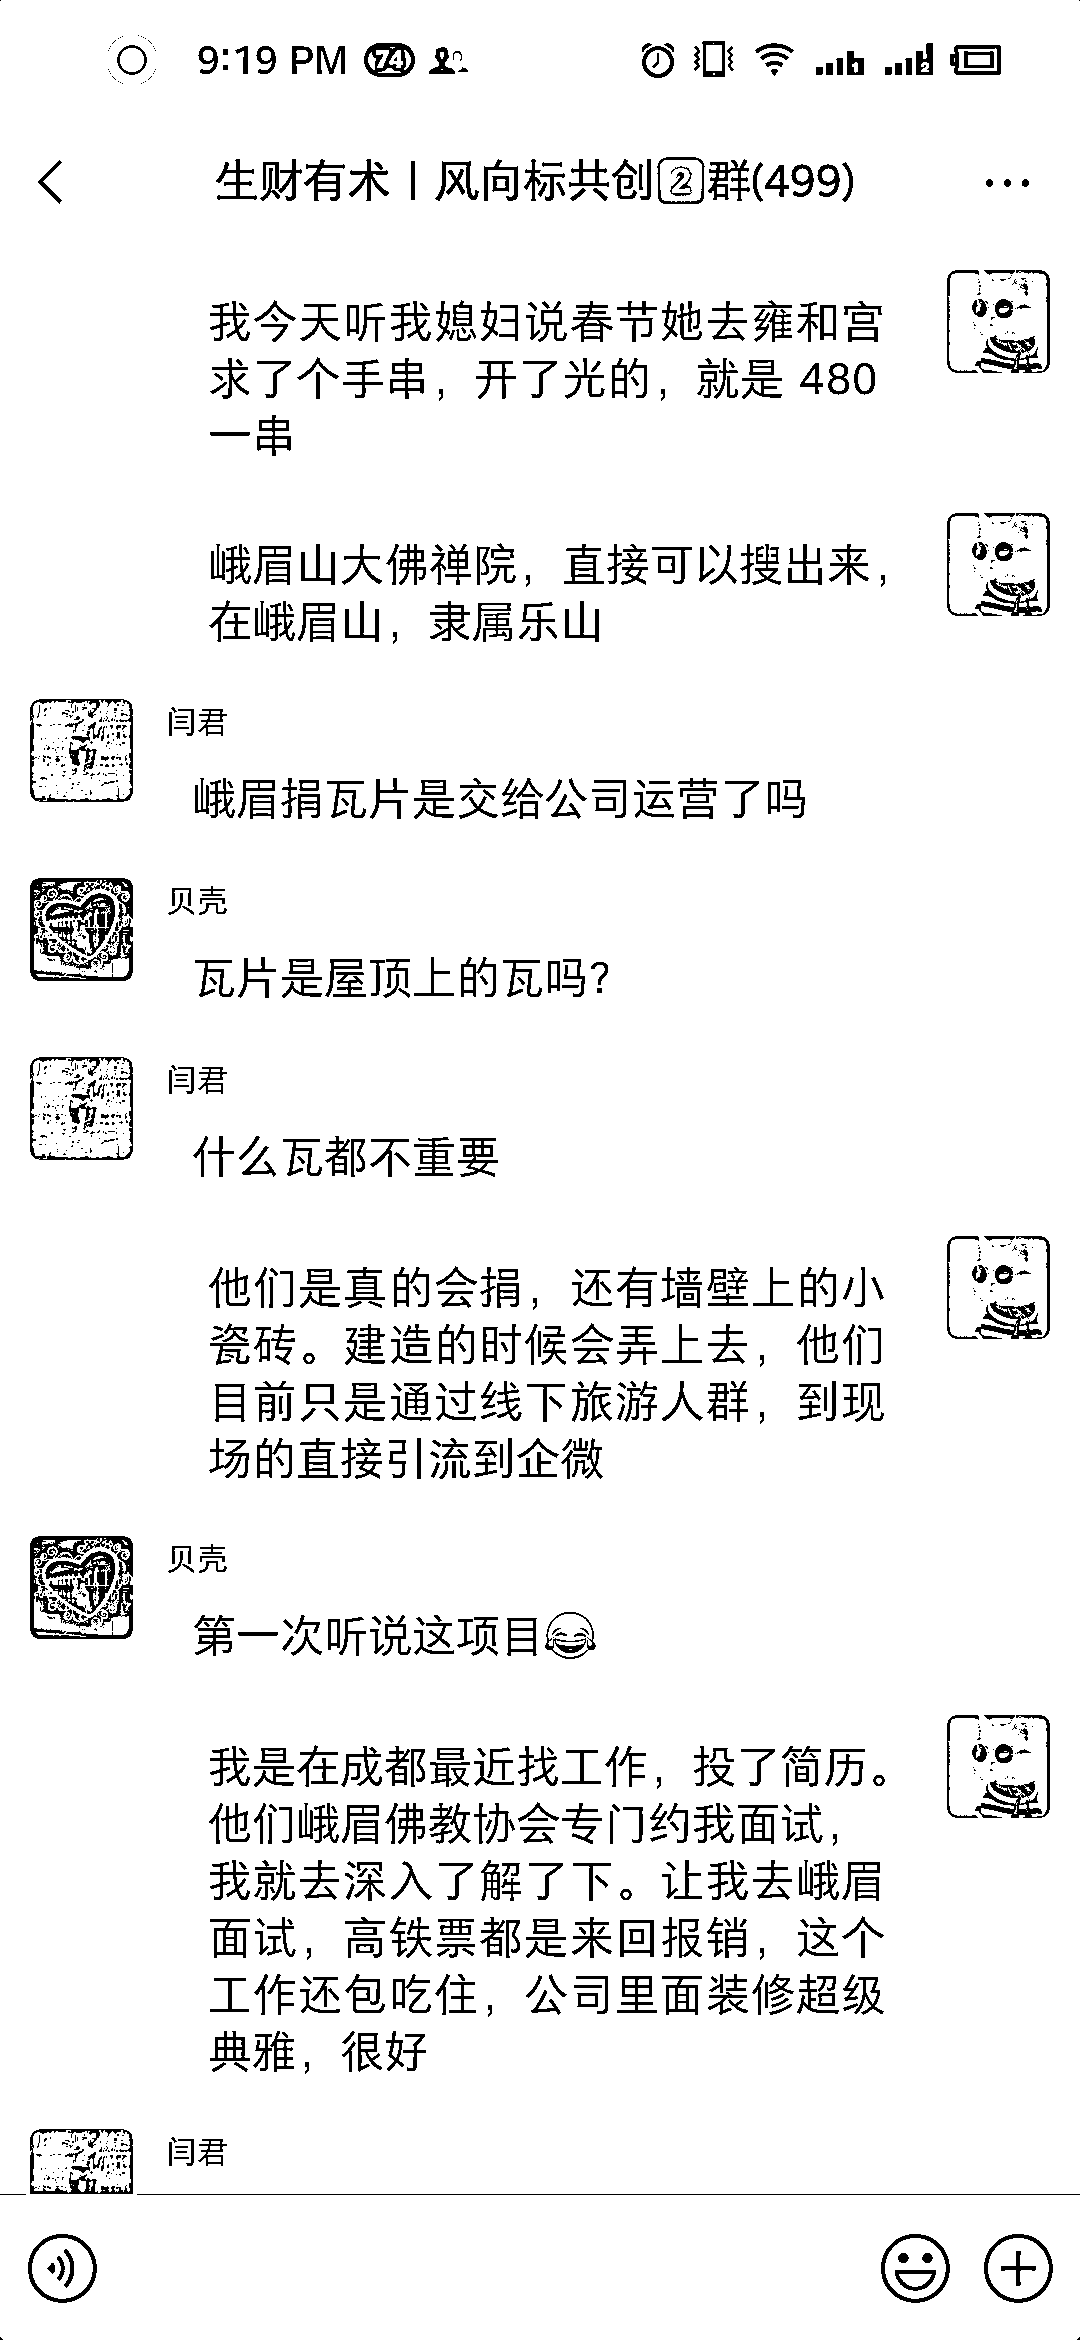 9:19 PM 74
生财有术丨风向标共创2群(499)
我今天听我媳妇说春节她去雍和宫
求了个手串，开了光的，就是 480
一串
峨眉山大佛禅院，直接可以搜出来，
在峨眉山，隶属乐山
闫君
峨眉捐瓦片是交给公司运营了吗
贝壳
瓦片是屋顶上的瓦吗？
闫君
什么瓦都不重要
他们是真的会捐，还有墙壁上的小
瓷砖。建造的时候会弄上去，他们
目前只是通过线下旅游人群，到现
场的直接引流到企微
贝壳
第一次听说这项目😂
我是在成都最近找工作，投了简历。
他们峨眉佛教协会专门约我面试，
我就去深入了解了下。让我去峨眉
面试，高铁票都是来回报销，这个
工作还包吃住，公司里面装修超级
典雅，很好
闫君